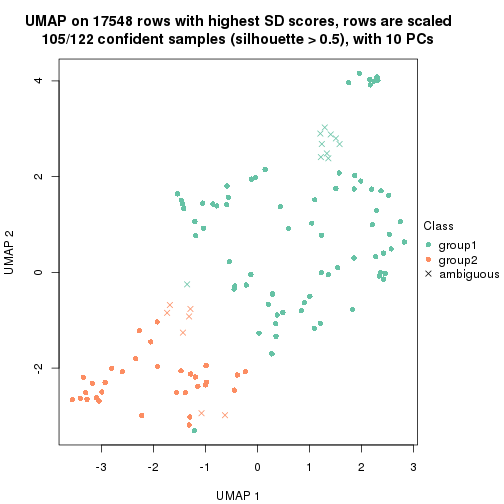 UMAP on 17548 rows with highest SD scores, rows are scaled
105/122 confident samples (silhouette > 0.5), with 10 PCs
UMAP 2
4
2
0
-2
-3
-2
-1
0
1
2
3
UMAP 1
Class
group1
group2
ambiguous